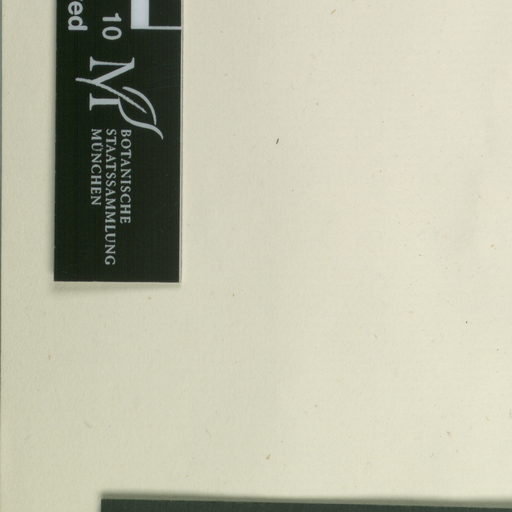 10
ed
M
BOTANISCHE
STAATSSAMMLUNG
MÜNCHEN